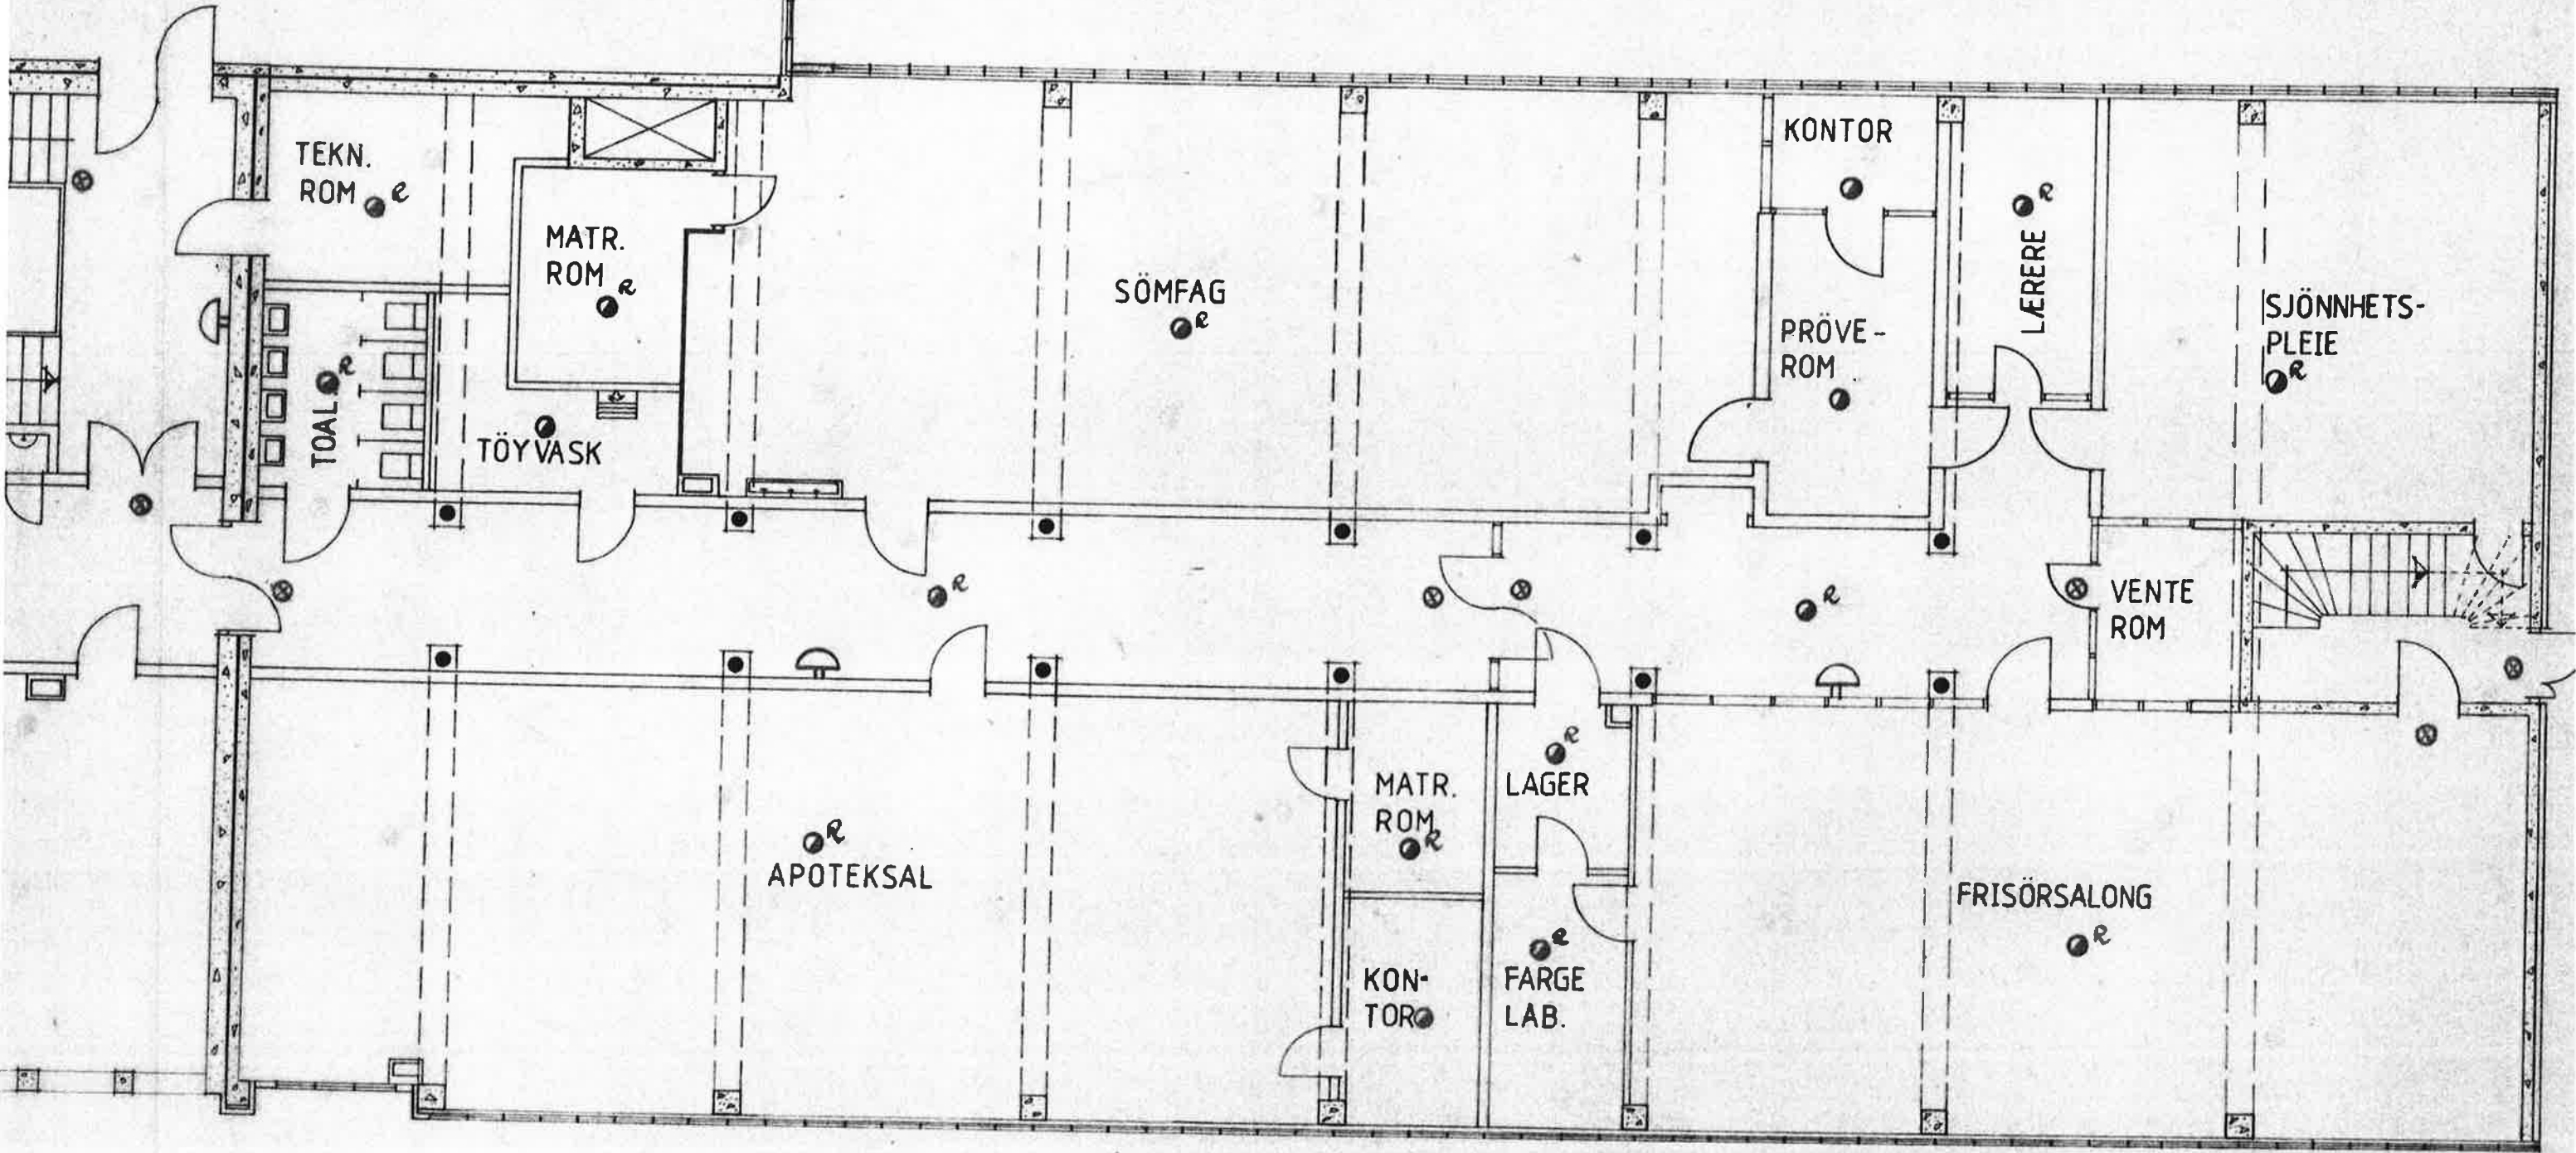 TEKN.
ROM R
MATR.
ROM
R
TOAL.
R
TÖYVASK
SÖMFAG
R
KONTOR
PRÖVE-
ROM
LÆRERE
R
SJÖNNHETS-
PLEIE
R
R
R
VENTE
ROM
APOTEKSAL
R
MATR.
ROM
R
KON-
TOR
R
LAGER
R
FARGE
LAB.
FRISÖRSALONG
R